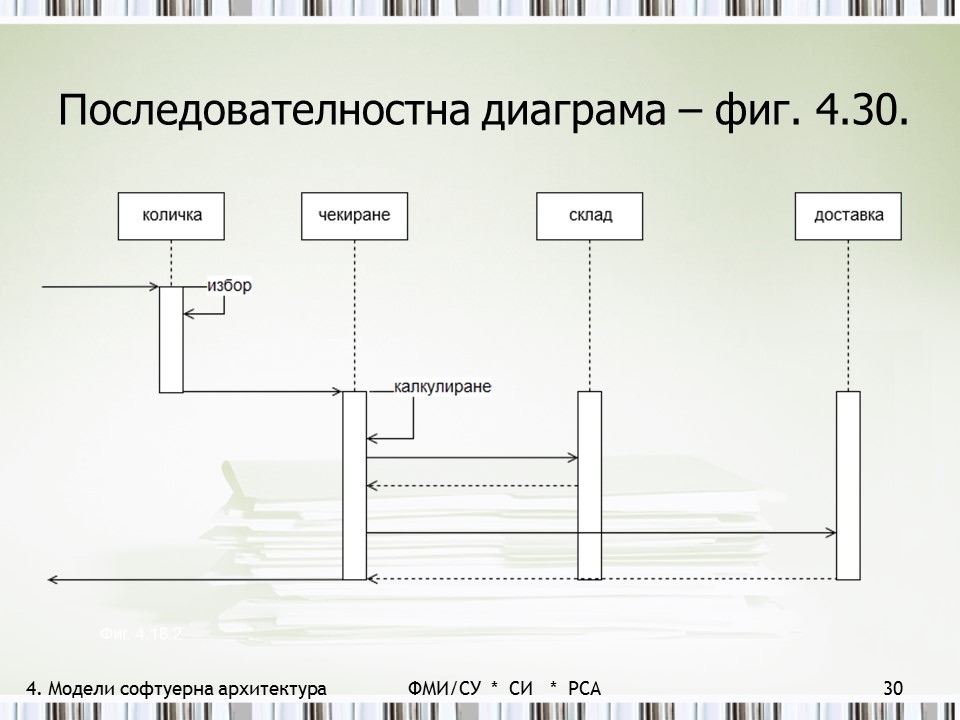 Последователностна диаграма – фиг. 4.30.
количка
чекиране
склад
доставка
избор
калкулиране
Фиг. 4.18.2
4. Модели софтуерна архитектура
ФМИ/СУ * СИ * РСА
30